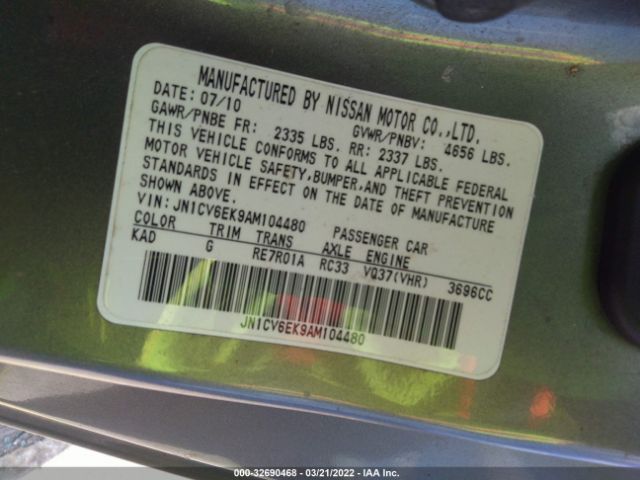 MANUFACTURED BY NISSAN MOTOR CO.,LTD.
DATE: 07/10 GVWR/PNBV: 4656 LBS.
GAWR/PNBE FR: 2335 LBS. RR: 2337 LBS.
THIS VEHICLE CONFORMS TO ALL APPLICABLE FEDERAL
MOTOR VEHICLE SAFETY,BUMPER,AND THEFT PREVENTION
STANDARDS IN EFFECT ON THE DATE OF MANUFACTURE
SHOWN ABOVE.
VIN: JN1CV6EK9AM104480 PASSENGER CAR
COLOR TRIM TRANS AXLE ENGINE
KAD G RE7R01A RC33 VQ37(VHR) 3696CC
JN1CV6EK9AM104480
000-32690468 - 03/21/2022 - IAA Inc.